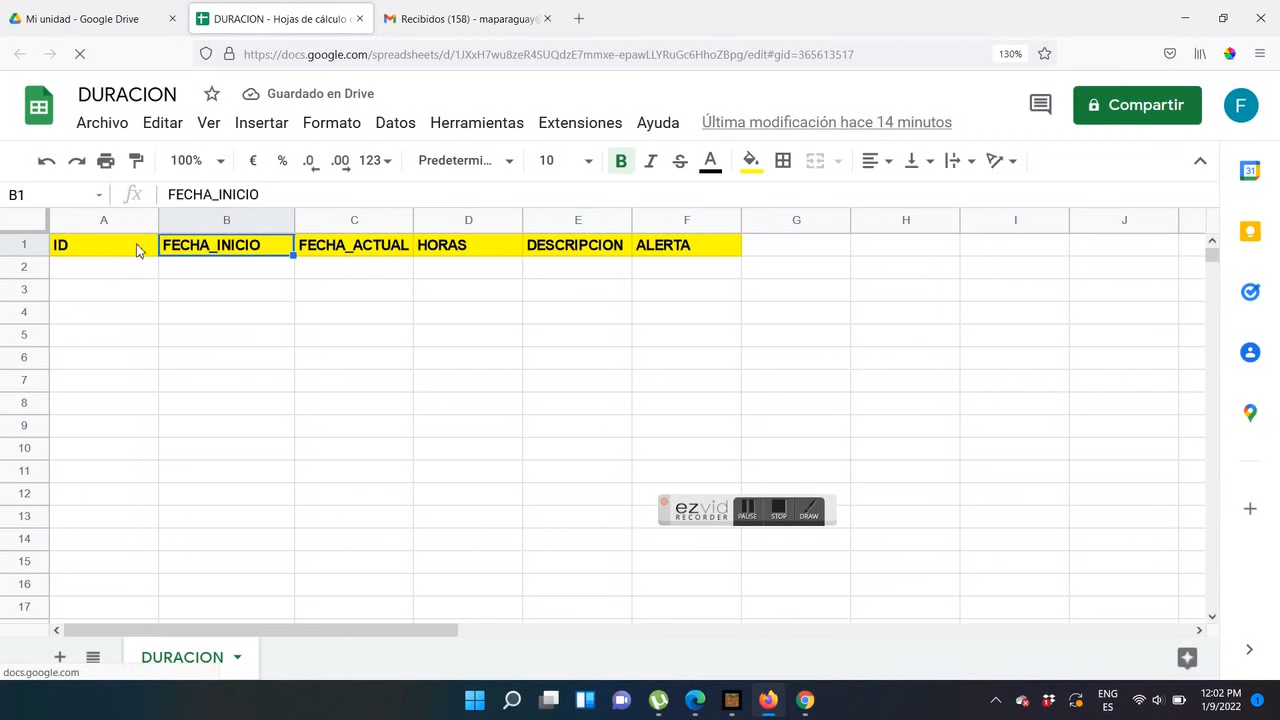 Mi unidad - Google Drive
DURACION - Hojas de cálculo
Recibidos (158) - maparaguay
https://docs.google.com/spreadsheets/d/1JXxH7wu8zeR4SUQdzE7mmxe-epawLLYRuGc6HhoZBpg/edit#gid=365613517
130%
DURACION
Guardado en Drive
Archivo Editar Ver Insertar Formato Datos Herramientas Extensiones Ayuda Última modificación hace 14 minutos
Compartir
F
100% € % .0 .00 123 Predetermi... 10 B I S A
31
B1 fx FECHA_INICIO
A B C D E F G H I J
1 ID FECHA_INICIO FECHA_ACTUAL HORAS DESCRIPCION ALERTA
2
3
4
5
6
7
8
9
10
11
12
13
14
15
16
17
ezvid
RECORDER
PAUSE STOP DRAW
DURACION
docs.google.com
ENG
ES
12:02 PM
1/9/2022
1